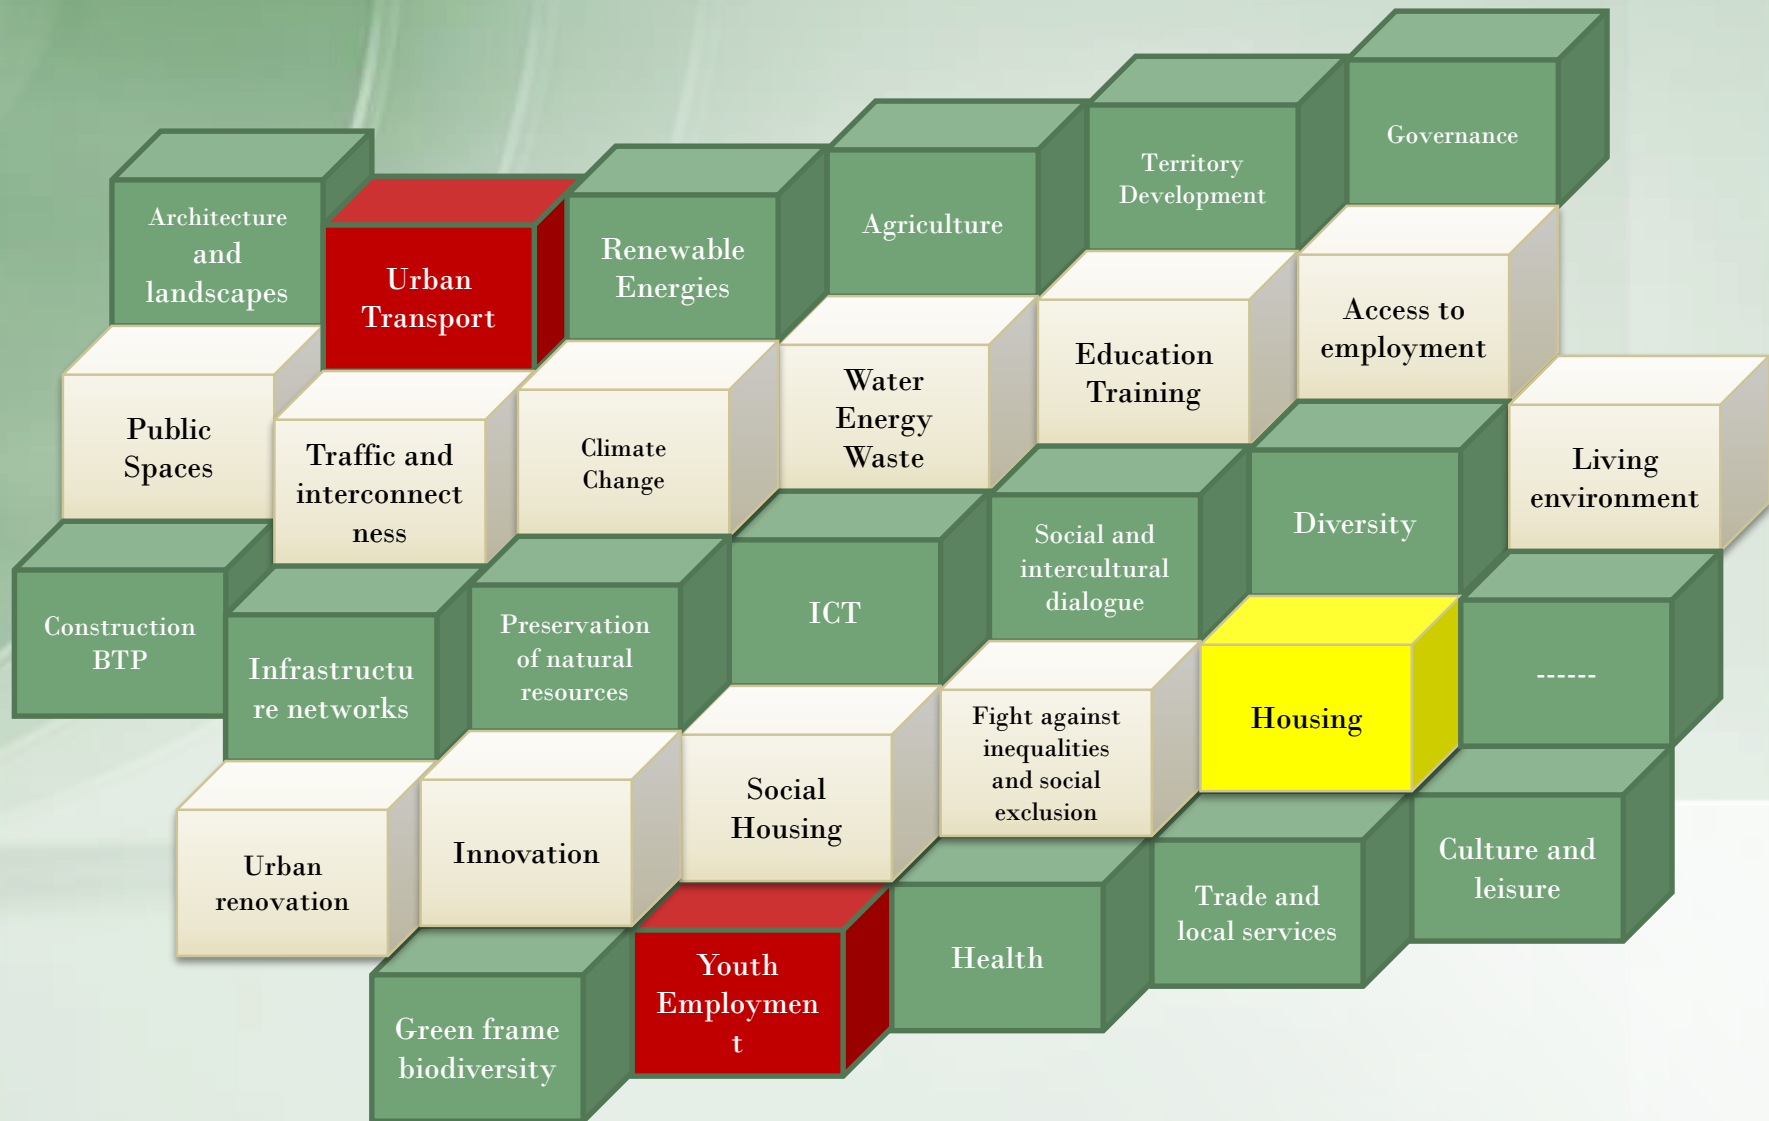 Architecture
and
landscapes
Urban
Transport
Renewable
Energies
Agriculture
Territory
Development
Governance
Public
Spaces
Traffic and
interconnect
ness
Climate
Change
Water
Energy
Waste
Education
Training
Access to
employment
Living
environment
Construction
BTP
Infrastructu
re networks
Preservation
of natural
resources
ICT
Social and
intercultural
dialogue
Diversity
------
Urban
renovation
Innovation
Social
Housing
Fight against
inequalities
and social
exclusion
Housing
Green frame
biodiversity
Youth
Employmen
t
Health
Trade and
local services
Culture and
leisure